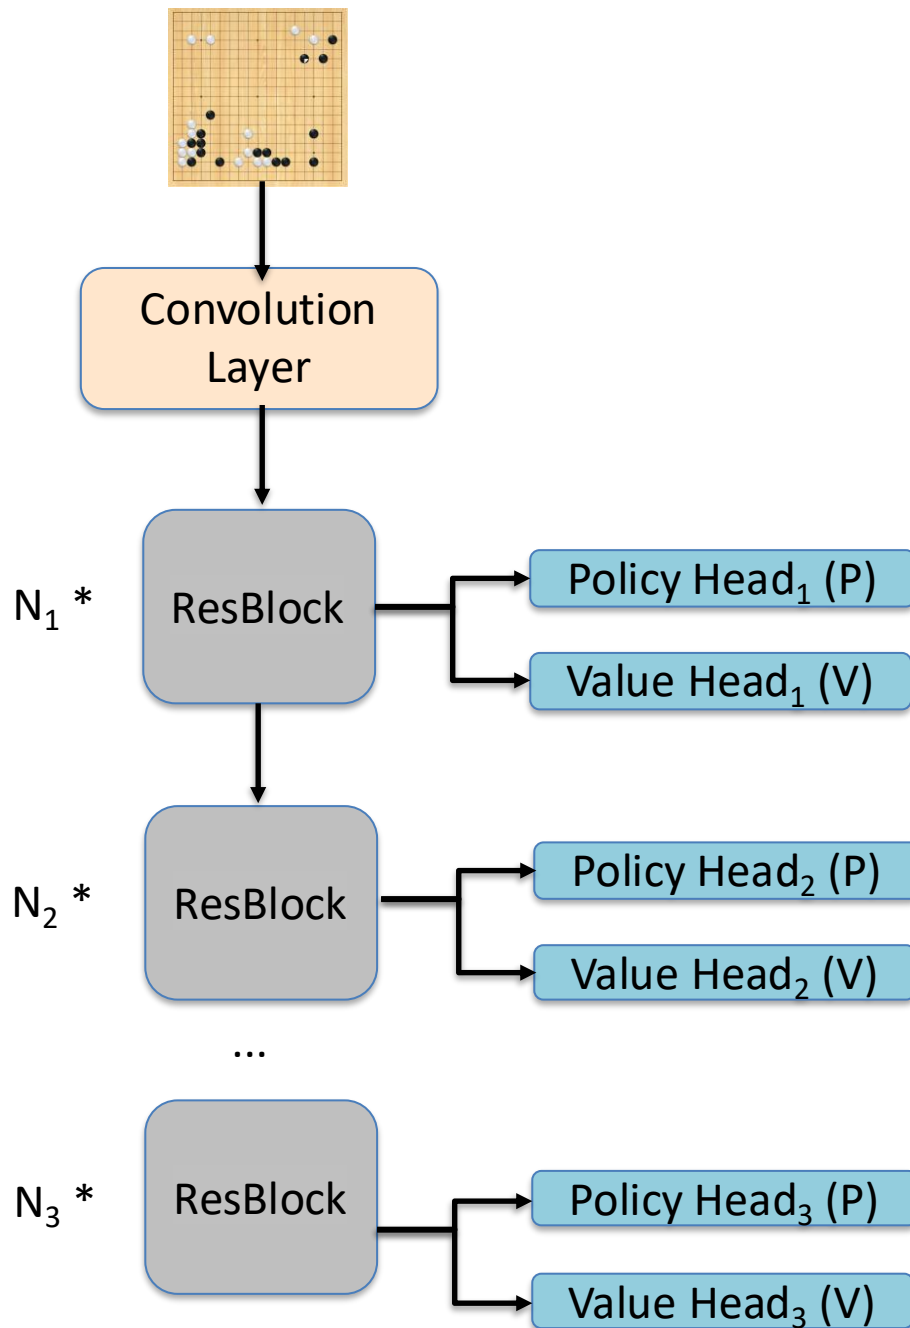 Convolution
Layer
N₁ *
ResBlock
Policy Head₁ (P)
Value Head₁ (V)
N₂ *
ResBlock
Policy Head₂ (P)
Value Head₂ (V)
...
N₃ *
ResBlock
Policy Head₃ (P)
Value Head₃ (V)